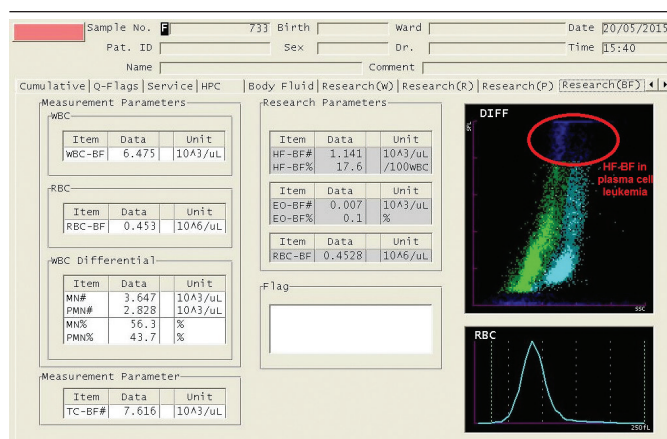 Sample No. F 733 Birth Ward Date 20/05/2015
Pat. ID Sex Dr. Time 15:40
Name Comment
Cumulative Q-Flags Service HPC Body Fluid Research(W) Research(R) Research(P) Research(BF)
Measurement Parameters
WBC
Item Data Unit
WBC-BF 6.475 10^3/uL
RBC
Item Data Unit
RBC-BF 0.453 10^6/uL
WBC Differential
Item Data Unit
MN# 3.647 10^3/uL
PMN# 2.828 10^3/uL
MN% 56.3 %
PMN% 43.7 %
Measurement Parameter
Item Data Unit
TC-BF# 7.616 10^3/uL
Research Parameters
Item Data Unit
HF-BF# 1.141 10^3/uL
HF-BF% 17.6 /100WBC
Item Data Unit
EO-BF# 0.007 10^3/uL
EO-BF% 0.1 %
Item Data Unit
RBC-BF 0.4528 10^6/uL
Flag
DIFF
HF-BF in
plasma cell
leukemia
SSC
RBC
250fL